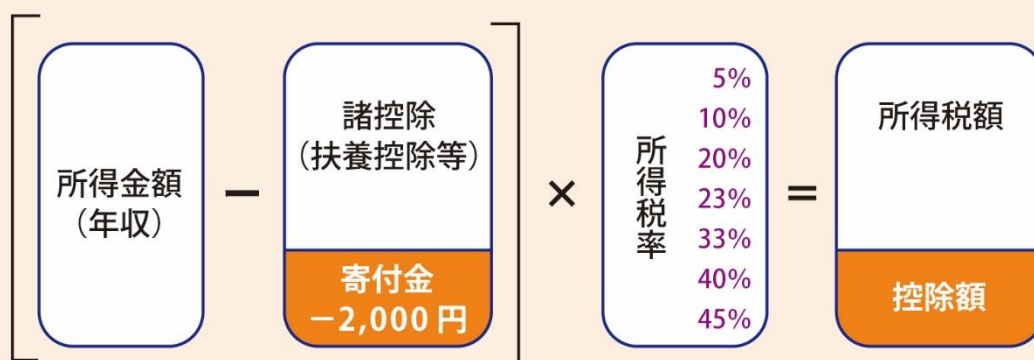 所得金額
（年収）
−
諸控除
（扶養控除等）
寄付金
−2,000 円
×
所得税率
5%
10%
20%
23%
33%
40%
45%
=
所得税額
控除額